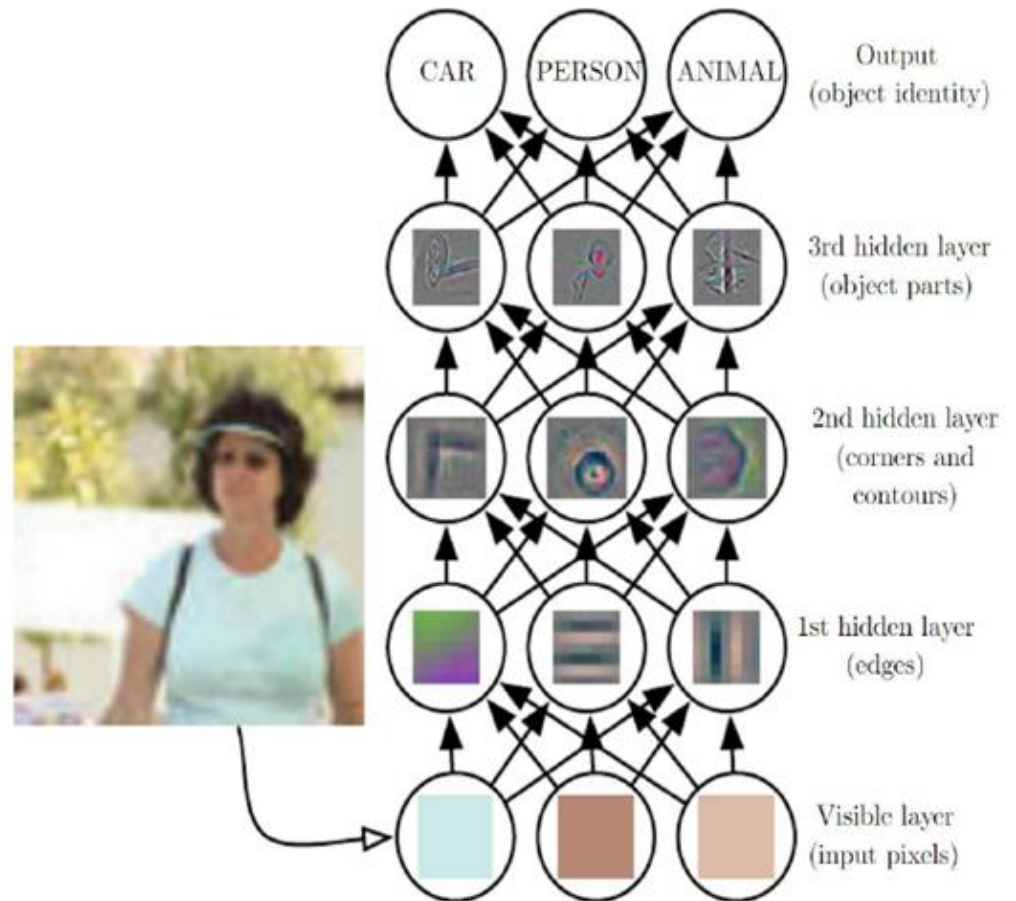 CAR PERSON ANIMAL
Output
(object identity)
3rd hidden layer
(object parts)
2nd hidden layer
(corners and
contours)
1st hidden layer
(edges)
Visible layer
(input pixels)